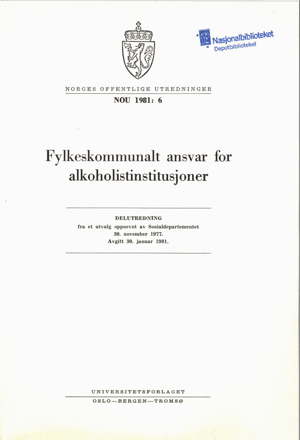 Nasjonalbiblioteket
Depotbiblioteket
NORGES OFFENTLIGE UTREDNINGER
NOU 1981: 6
Fylkeskommunalt ansvar for
alkoholistinstitusjoner
DELUTREDNING
fra et utvalg oppnevnt av Sosialdepartementet
30. november 1977.
Avgitt 30. januar 1981.
UNIVERSITETSFORLAGET
OSLO—BERGEN—TROMSØ